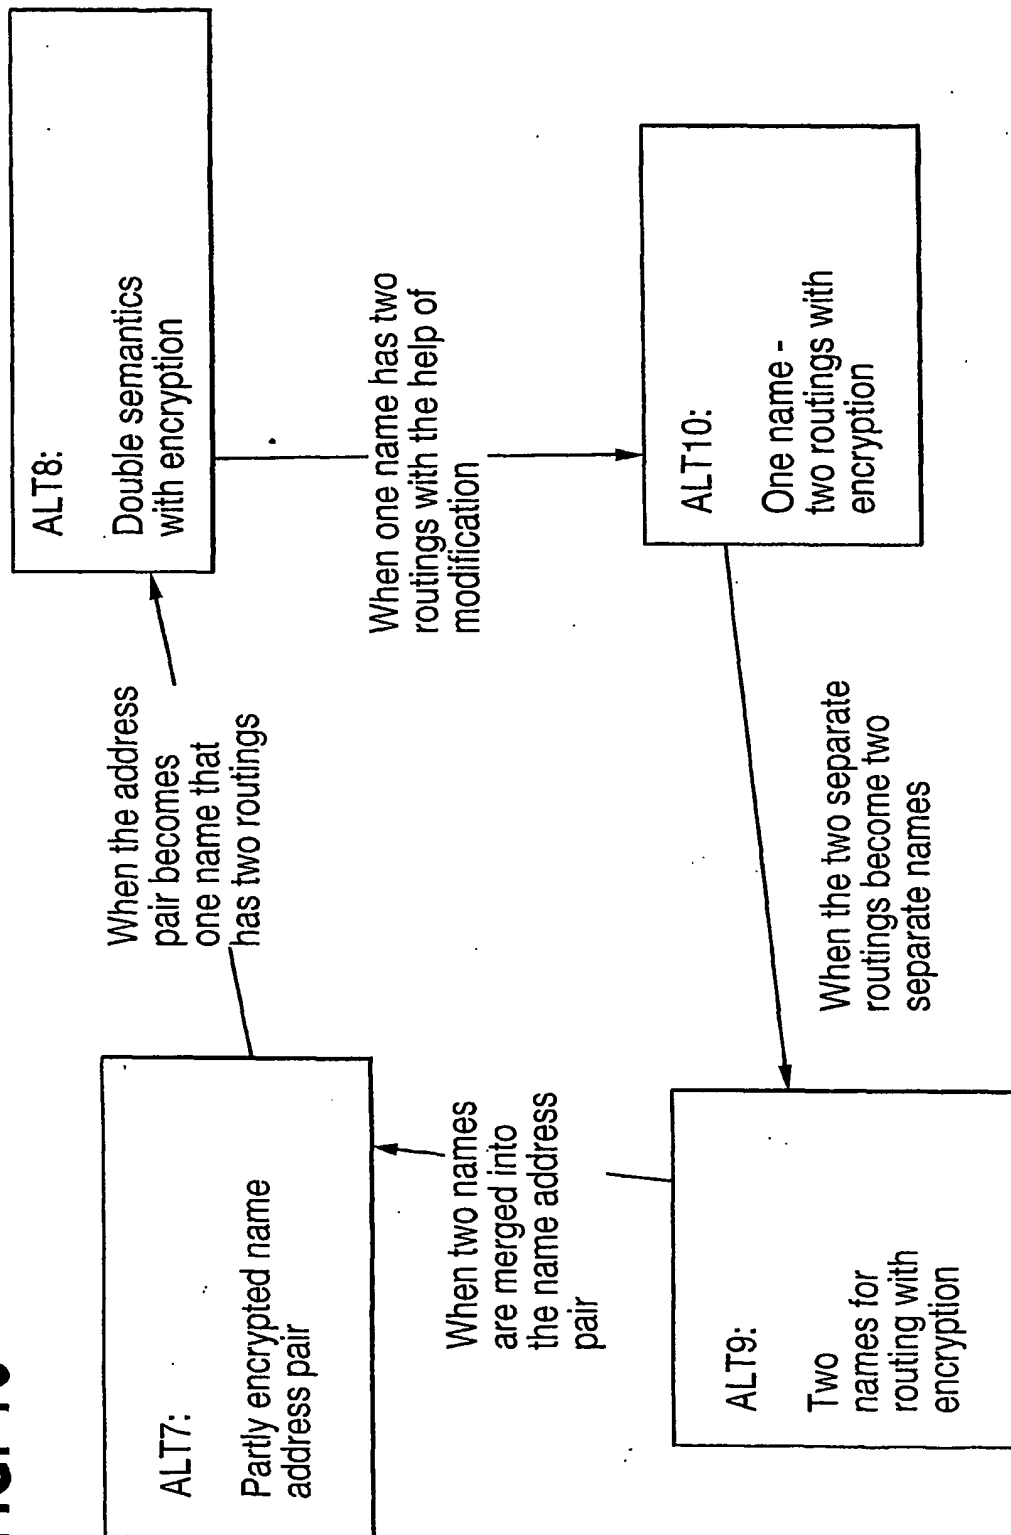 ALT7:
Partly encrypted name
address pair
When the address
pair becomes
one name that
has two routings
ALT8:
Double semantics
with encryption
When two names
are merged into
the name address
pair
When one name has two
routings with the help of
modification
ALT9:
Two
names for
routing with
encryption
When the two separate
routings become two
separate names
ALT10:
One name -
two routings with
encryption